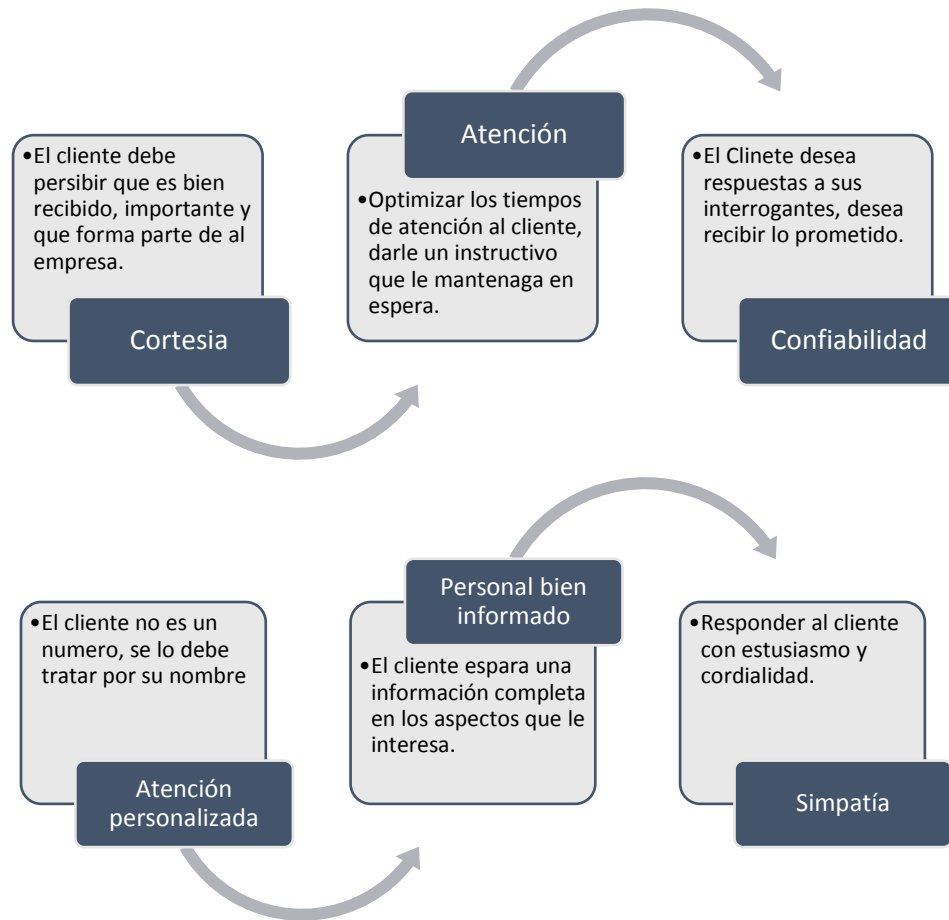 •El cliente debe
persibir que es bien
recibido, importante y
que forma parte de al
empresa.
Cortesia
Atención
•Optimizar los tiempos
de atención al cliente,
darle un instructivo
que le mantenaga en
espera.
•El Clinete desea
respuestas a sus
interrogantes, desea
recibir lo prometido.
Confiabilidad
•El cliente no es un
numero, se lo debe
tratar por su nombre
Atención
personalizada
Personal bien
informado
•El cliente espara una
información completa
en los aspectos que le
interesa.
•Responder al cliente
con estusiasmo y
cordialidad.
Simpatía